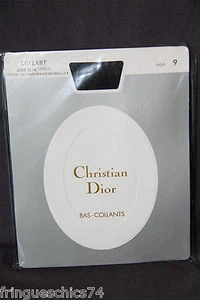 COLLANT
9
Christian
Dior
BAS-COLLANTS
© fringueschics74